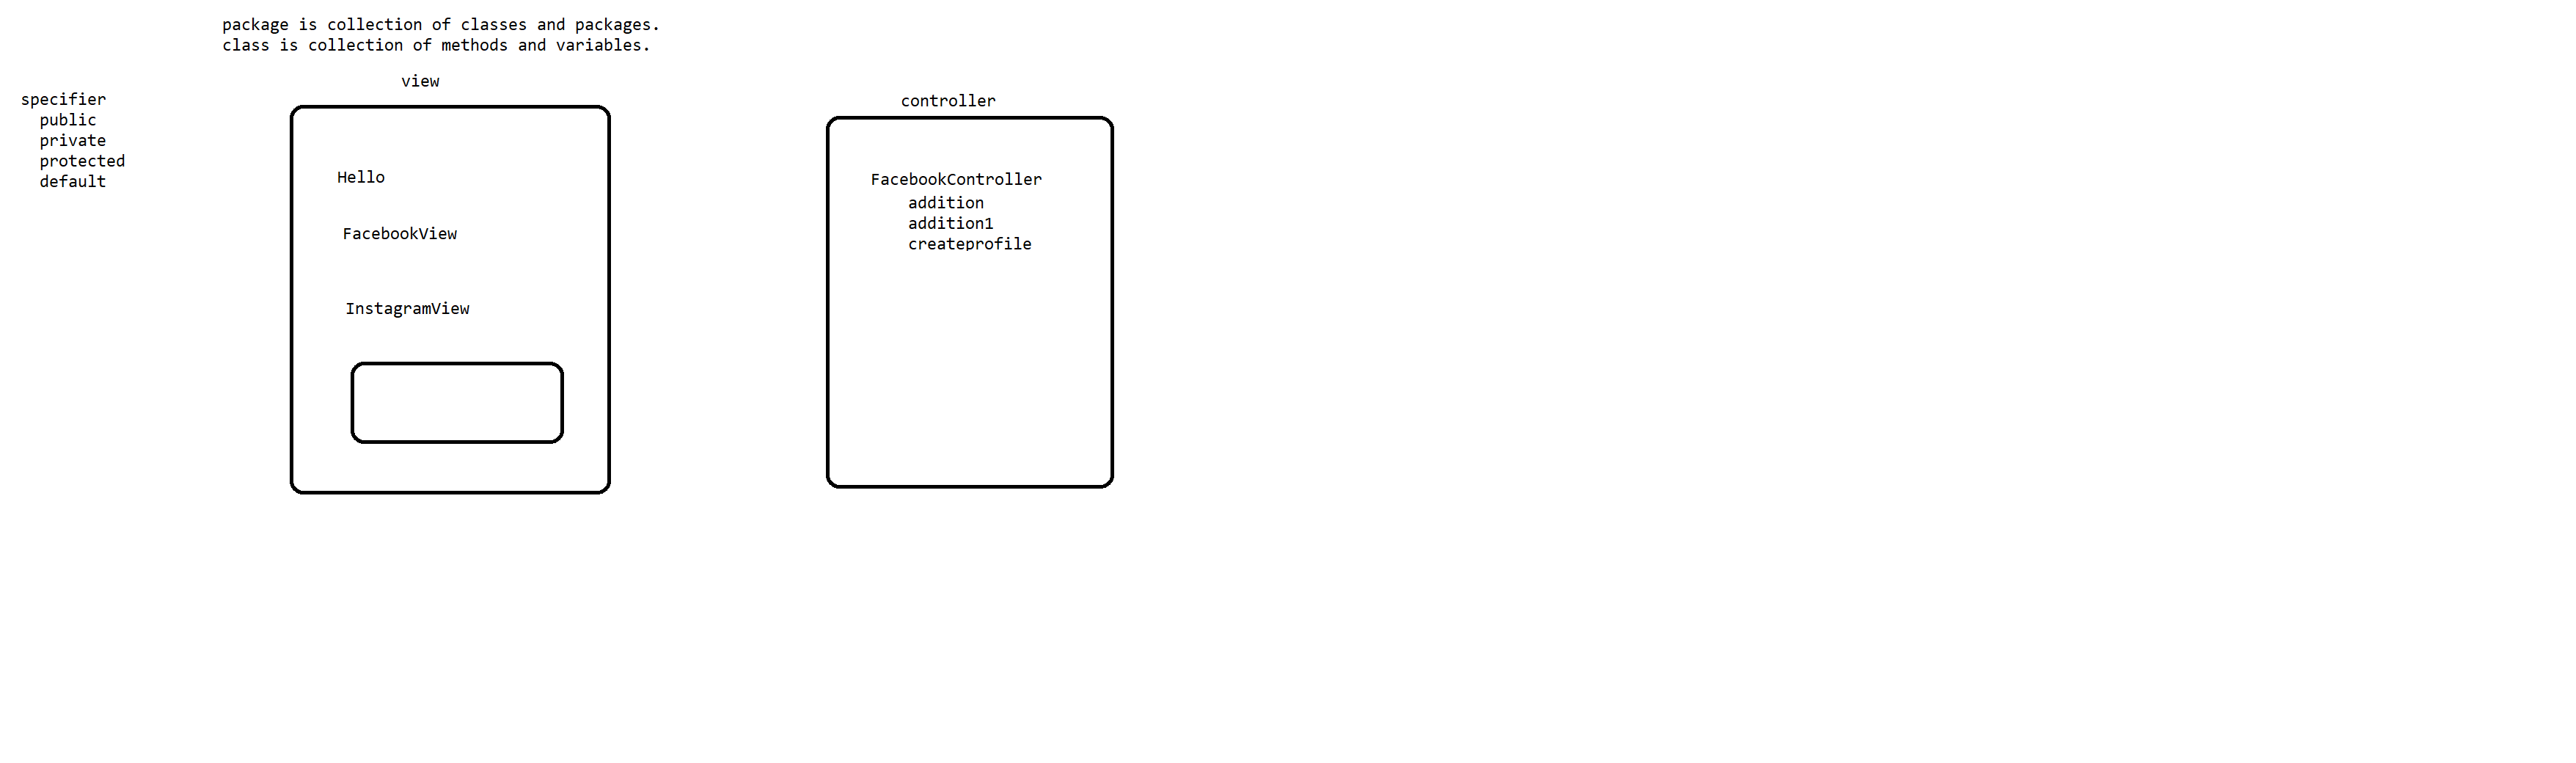 package is collection of classes and packages.
class is collection of methods and variables.
view
specifier
public
private
protected
default
Hello
FacebookView
InstagramView
controller
FacebookController
addition
addition1
createprofile